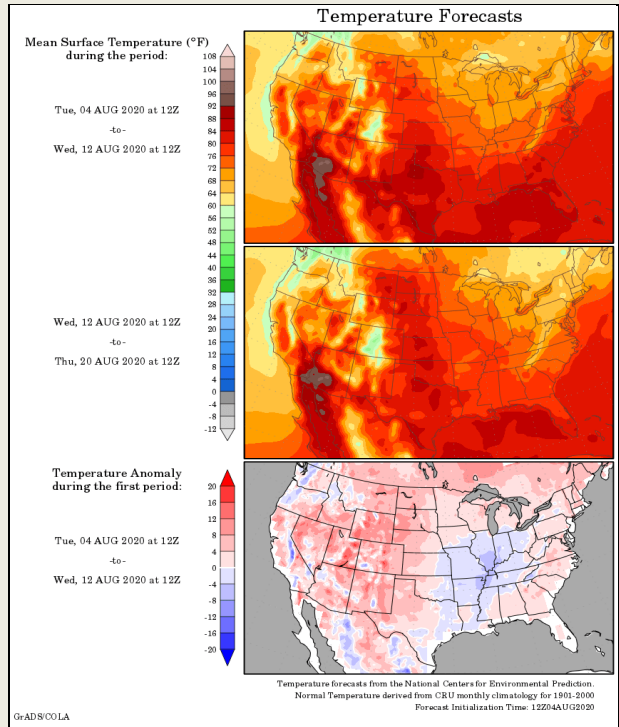 Temperature Forecasts
Mean Surface Temperature (°F)
during the period:
Tue, 04 AUG 2020 at 12Z
-to-
Wed, 12 AUG 2020 at 12Z
108
104
100
96
92
88
84
80
76
72
68
64
60
56
52
48
44
40
36
32
28
24
20
16
12
8
4
0
-4
-8
-12
Wed, 12 AUG 2020 at 12Z
-to-
Thu, 20 AUG 2020 at 12Z
Temperature Anomaly
during the first period:
Tue, 04 AUG 2020 at 12Z
-to-
Wed, 12 AUG 2020 at 12Z
20
16
12
8
4
0
-4
-8
-12
-16
-20
Temperature forecasts from the National Centers for Environmental Prediction.
Normal Temperature derived from CRU monthly climatology for 1901-2000
Forecast Initialization Time: 12Z04AUG2020
GrADS/COLA